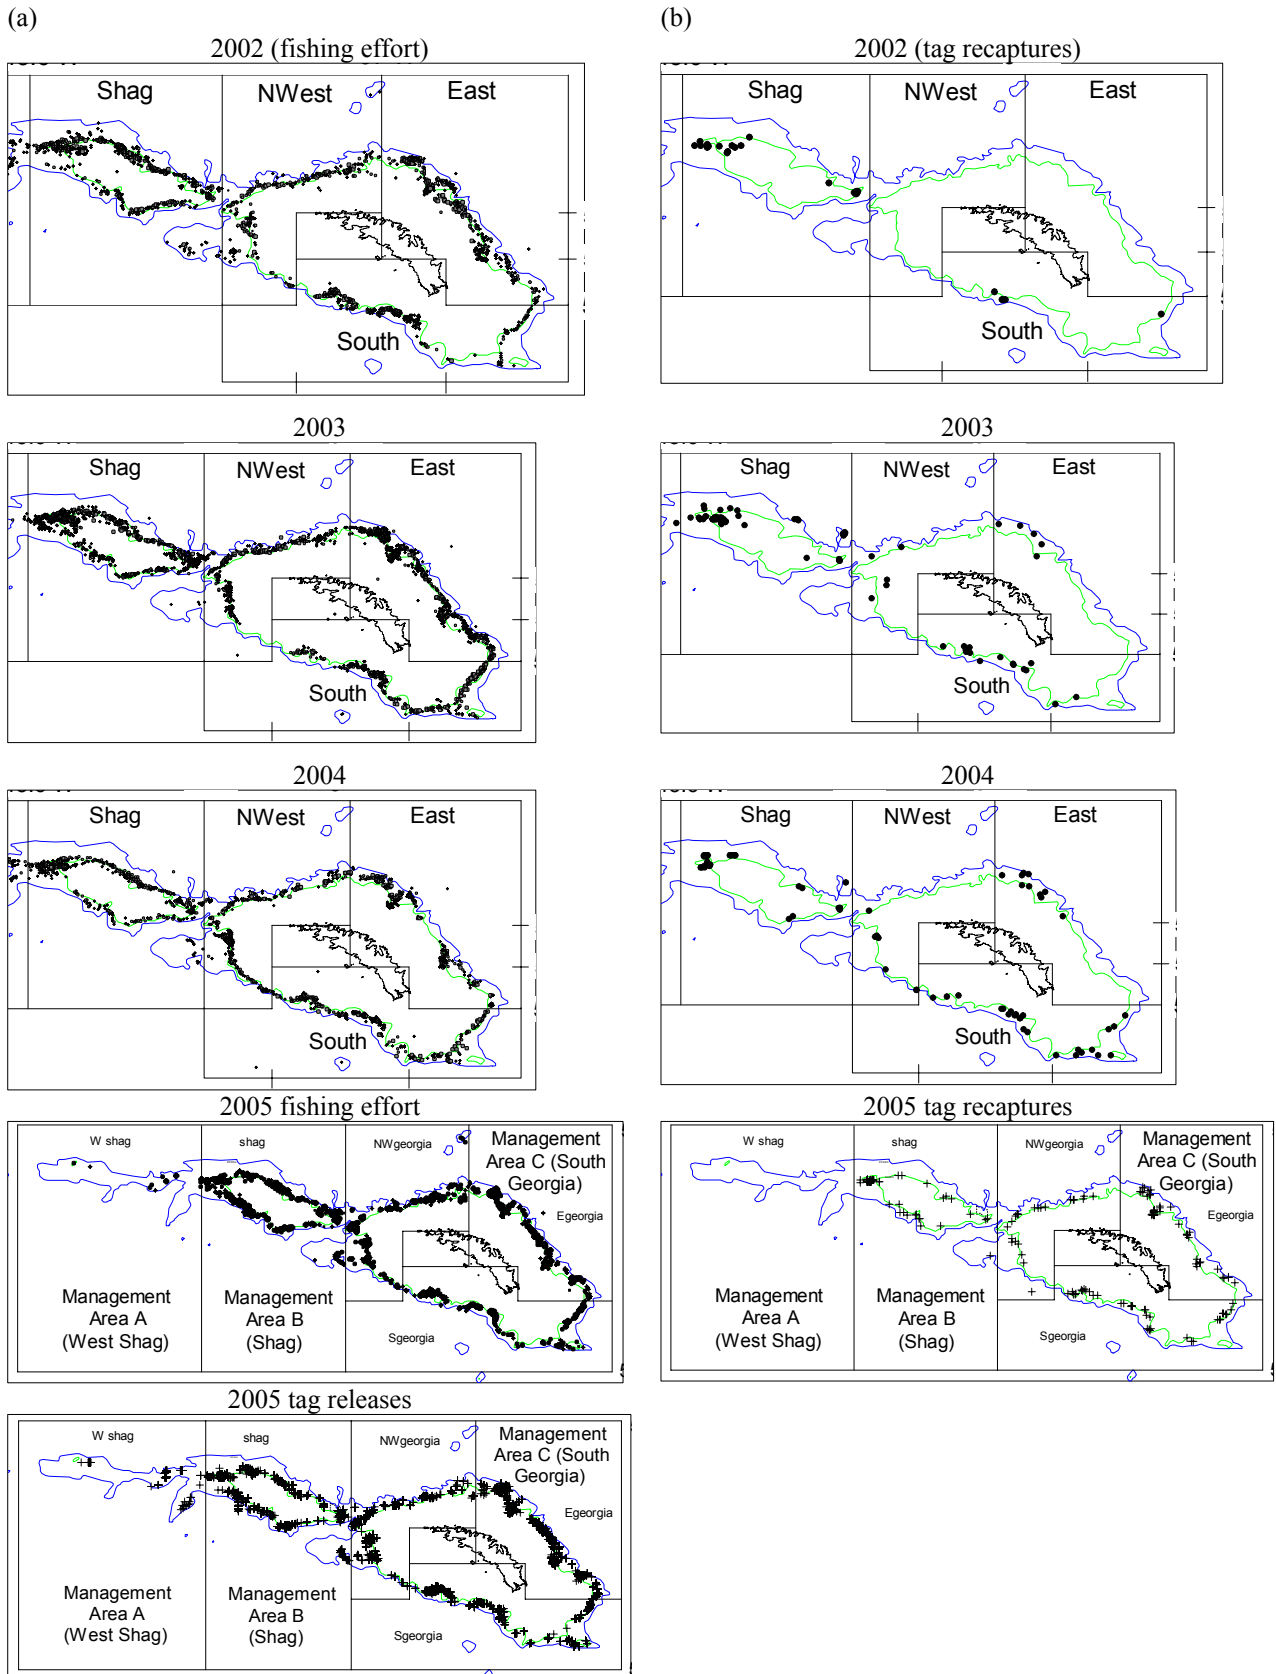 (a)
(b)
2002 (fishing effort)
2002 (tag recaptures)
Shag
NWest
East
South
Shag
NWest
East
South
2003
2003
Shag
NWest
East
South
Shag
NWest
East
South
2004
2004
Shag
NWest
East
South
Shag
NWest
East
South
2005 fishing effort
2005 tag recaptures
W shag
shag
NWgeorgia
Management
Area C (South
Georgia)
Egeorgia
Management
Area A
(West Shag)
Management
Area B
(Shag)
Sgeorgia
W shag
shag
NWgeorgia
Management
Area C (South
Georgia)
Egeorgia
Management
Area A
(West Shag)
Management
Area B
(Shag)
Sgeorgia
2005 tag releases
W shag
shag
NWgeorgia
Management
Area C (South
Georgia)
Egeorgia
Management
Area A
(West Shag)
Management
Area B
(Shag)
Sgeorgia